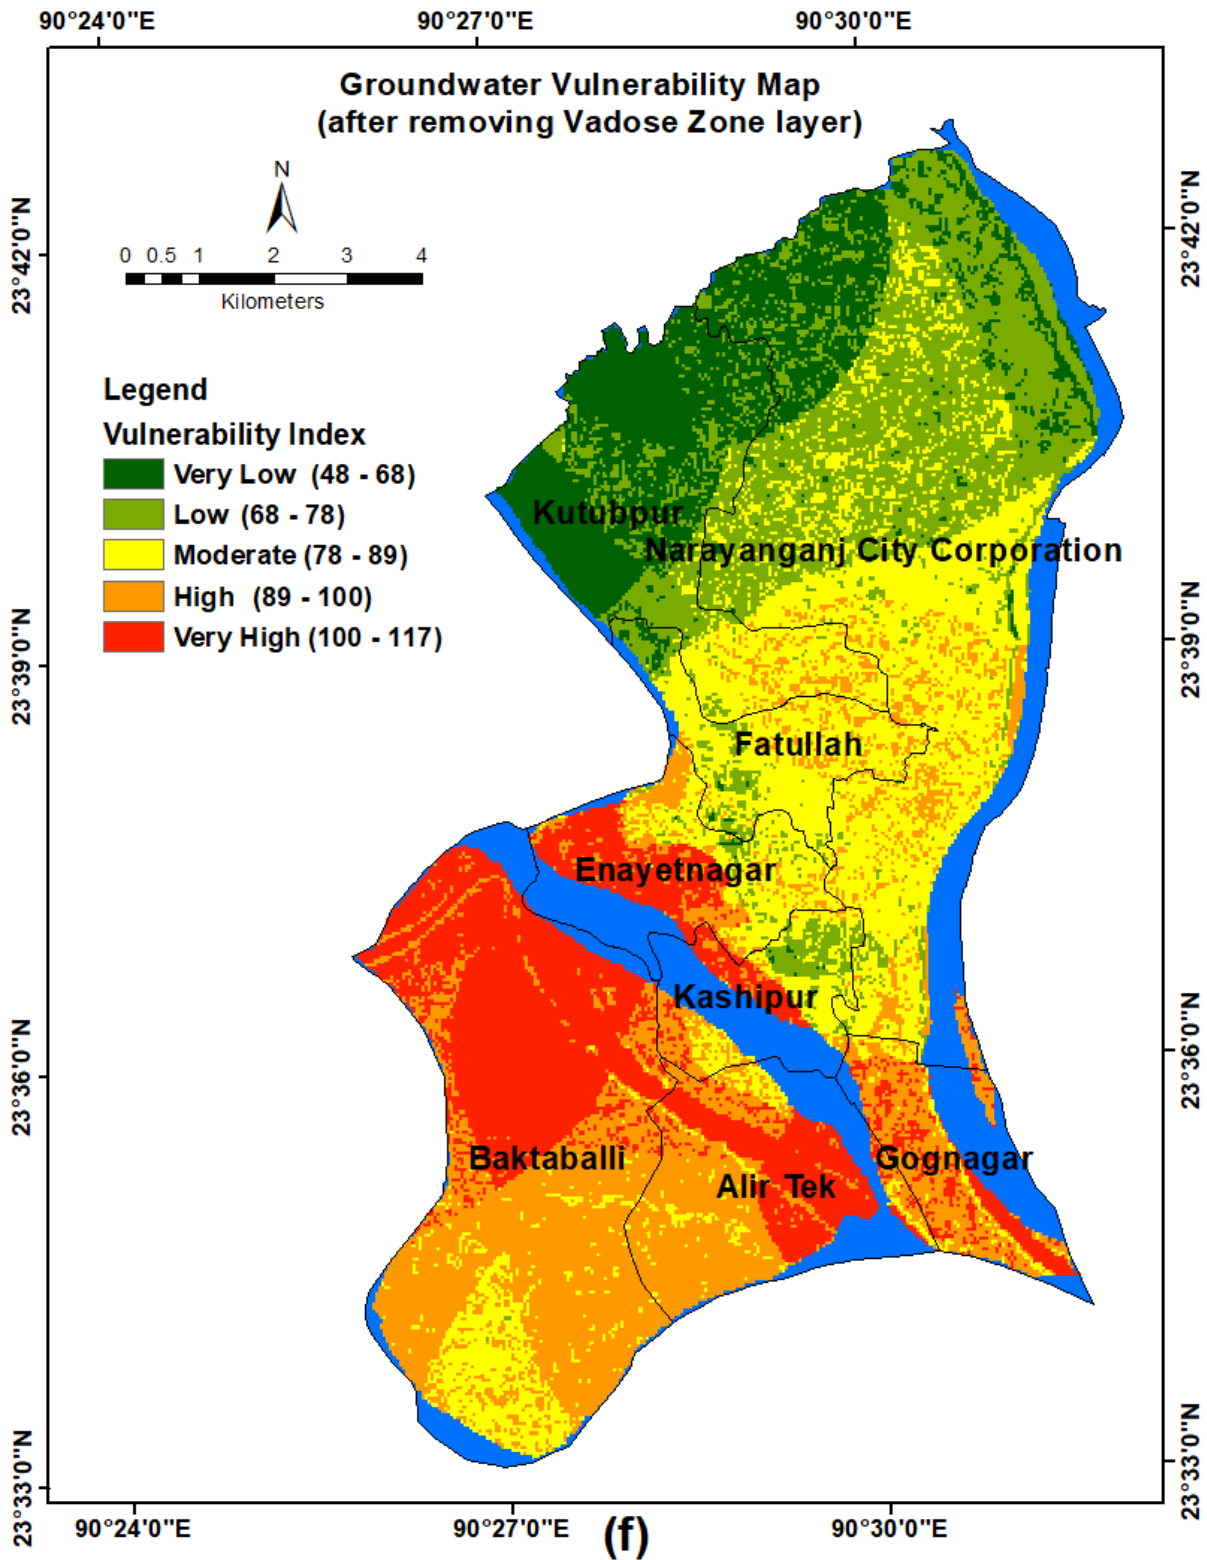 90°24'0"E 90°27'0"E 90°30'0"E
Groundwater Vulnerability Map
(after removing Vadose Zone layer)
N
0 0.5 1 2 3 4
Kilometers
23°42'0"N
23°42'0"N
Legend
Vulnerability Index
Very Low (48 - 68)
Low (68 - 78)
Moderate (78 - 89)
High (89 - 100)
Very High (100 - 117)
Kutubpur
Narayanganj City Corporation
23°39'0"N
23°39'0"N
Fatullah
Enayetnagar
Kashipur
23°36'0"N
23°36'0"N
Baktaballi
Gognagar
Alir Tek
23°33'0"N
23°33'0"N
90°24'0"E 90°27'0"E 90°30'0"E
(f)